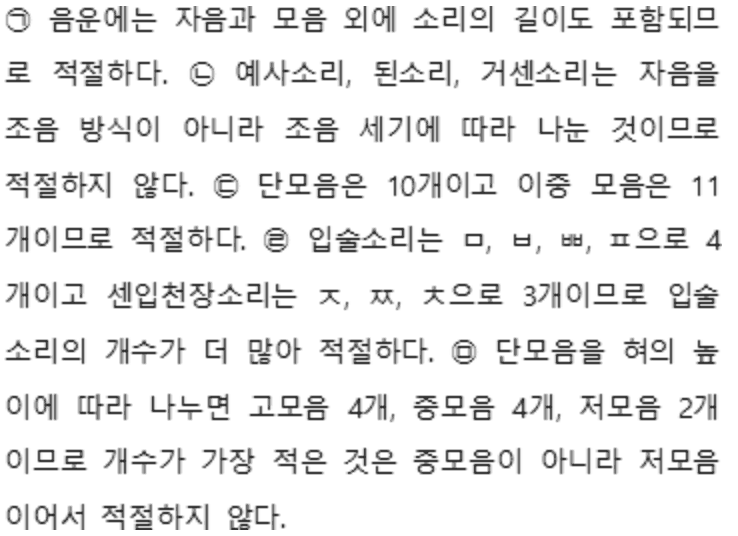 ㉠ 음운에는 자음과 모음 외에 소리의 길이도 포함되므
로 적절하다. ㉡ 예사소리, 된소리, 거센소리는 자음을
조음 방식이 아니라 조음 세기에 따라 나눈 것이므로
적절하지 않다. ㉢ 단모음은 10개이고 이중 모음은 11
개이므로 적절하다. ㉣ 입술소리는 ㅁ, ㅂ, ㅃ, ㅍ으로 4
개이고 센입천장소리는 ㅈ, ㅉ, ㅊ으로 3개이므로 입술
소리의 개수가 더 많아 적절하다. ㉤ 단모음을 혀의 높
이에 따라 나누면 고모음 4개, 중모음 4개, 저모음 2개
이므로 개수가 가장 적은 것은 중모음이 아니라 저모음
이어서 적절하지 않다.